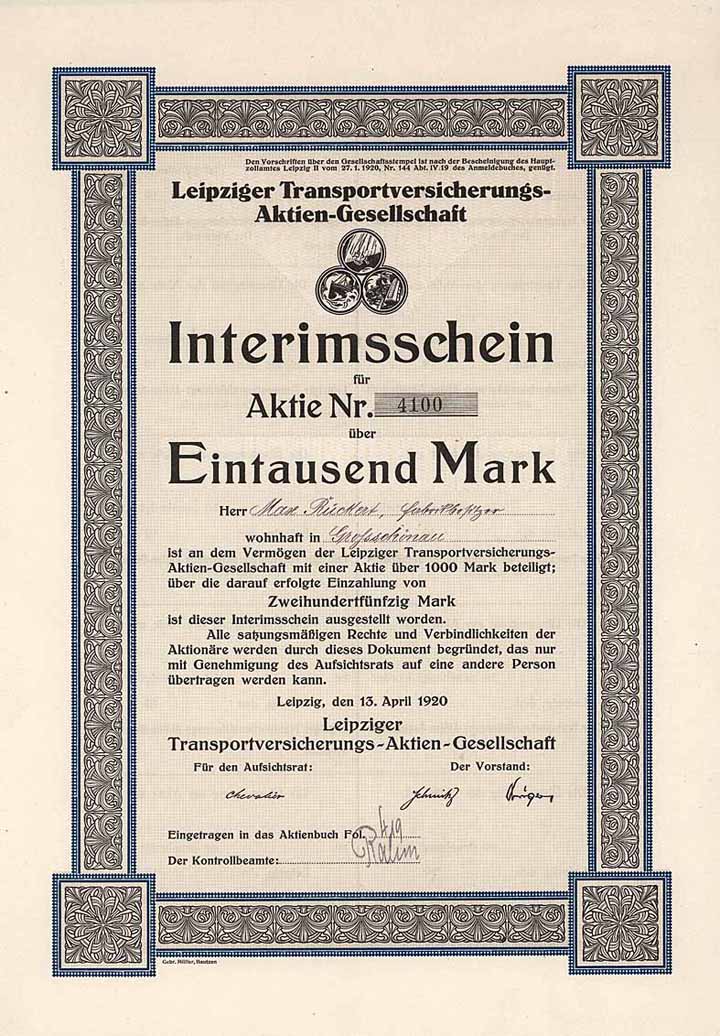 Den Vorschriften über den Gesellschaftsstempel ist nach der Bescheinigung des Haupt-
zollamtes Leipzig II vom 27. 1. 1920, Nr. 144 Abt. IV. 19 des Anmeldebuches, genügt.
Leipziger Transportversicherungs-
Aktien-Gesellschaft
Interimsschein
für
Aktie Nr. 4100
über
Eintausend Mark
Herr Max Rückert, Fabrikbesitzer
wohnhaft in Grossschönau
ist an dem Vermögen der Leipziger Transportversicherungs-
Aktien-Gesellschaft mit einer Aktie über 1000 Mark beteiligt;
über die darauf erfolgte Einzahlung von
Zweihundertfünfzig Mark
ist dieser Interimsschein ausgestellt worden.
Alle satzungsmäßigen Rechte und Verbindlichkeiten der
Aktionäre werden durch dieses Dokument begründet, das nur
mit Genehmigung des Aufsichtsrats auf eine andere Person
übertragen werden kann.
Leipzig, den 13. April 1920
Leipziger
Transportversicherungs-Aktien-Gesellschaft
Für den Aufsichtsrat: Der Vorstand:
Chevalier Schmitz
Eingetragen in das Aktienbuch Fol. 419
Der Kontrollbeamte:
Gebr. Müller, Bautzen